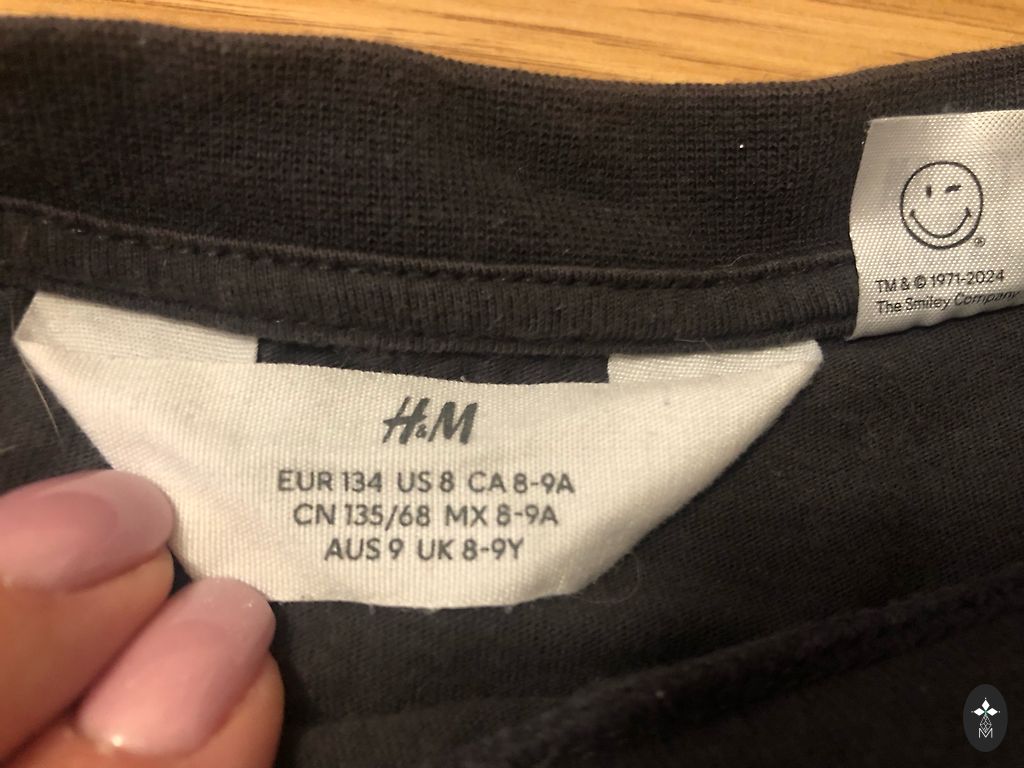 H&M
EUR 134 US 8 CA 8-9A
CN 135/68 MX 8-9A
AUS 9 UK 8-9Y
TM & © 1971-2024
The Smiley Company
M